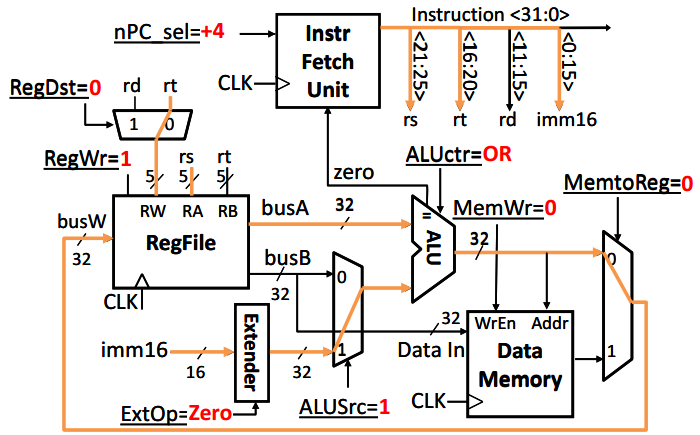 Instruction <31:0>
nPC_sel=+4
Instr
Fetch
Unit
CLK
<21:25>
<16:20>
<11:15>
<0:15>
rs
rt
rd
imm16
RegDst=0
rd
rt
1
0
RegWr=1
rs
rt
5
5
5
zero
ALUctr=OR
MemtoReg=0
RW
RA
RB
busW
32
RegFile
CLK
busA
32
busB
32
=
ALU
MemWr=0
32
0
1
0
1
imm16
16
Extender
32
ExtOp=Zero
ALUSrc=1
32
Data In
WrEn
Addr
Data
Memory
CLK